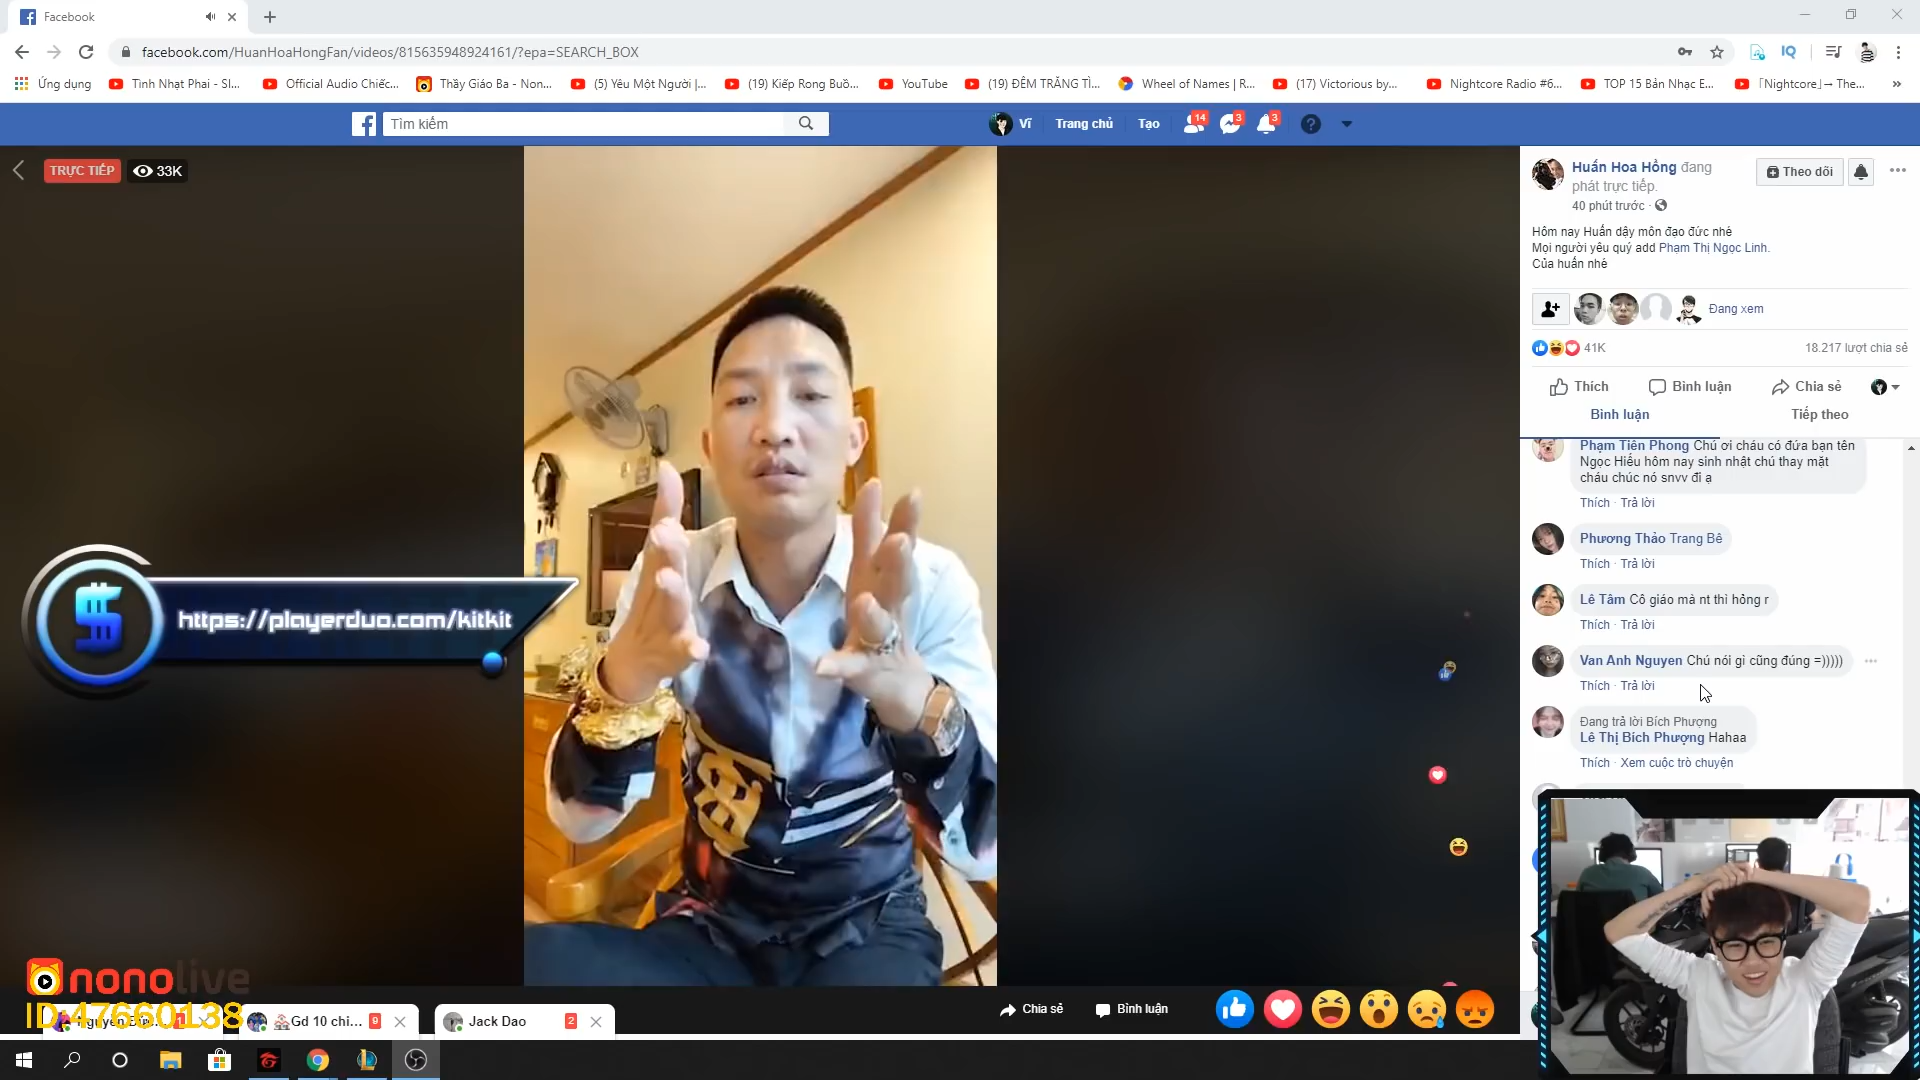 Facebook
facebook.com/HuanHoaHongFan/videos/815635948924161/?epa=SEARCH_BOX
Ứng dụng
Tình Nhạt Phai - Sl...
Official Audio Chiếc...
Thầy Giáo Ba - Non...
(5) Yêu Một Người |...
(19) Kiếp Rong Buồ...
YouTube
(19) ĐÊM TRĂNG TÌ...
Wheel of Names | R...
(17) Victorious by...
Nightcore Radio #6...
TOP 15 Bản Nhạc E...
「Nightcore」→ The...
Tìm kiếm
Vĩ
Trang chủ
Tạo
14
3
3
TRỰC TIẾP
33K
Huấn Hoa Hồng đang
phát trực tiếp.
40 phút trước ·
Theo dõi
Hôm nay Huấn dậy môn đạo đức nhé
Mọi người yêu quý add Phạm Thị Ngọc Linh.
Của huấn nhé
Đang xem
41K
18.217 lượt chia sẻ
Thích
Bình luận
Chia sẻ
Bình luận
Tiếp theo
Phạm Tiên Phong Chú ơi cháu có đứa bạn tên
Ngọc Hiếu hôm nay sinh nhật chú thay mặt
cháu chúc nó snvv đi ạ
Thích · Trả lời
Phương Thảo Trang Bê
Thích · Trả lời
Lê Tâm Cô giáo mà nt thì hỏng r
Thích · Trả lời
Van Anh Nguyen Chú nói gì cũng đúng =)))))
Thích · Trả lời
Đang trả lời Bích Phượng
Lê Thị Bích Phượng Hahaa
Thích · Xem cuộc trò chuyện
https://playerduo.com/kitkit
nonolive
ID:47660138
Gd 10 chi...
9
Jack Dao
2
Chia sẻ
Bình luận